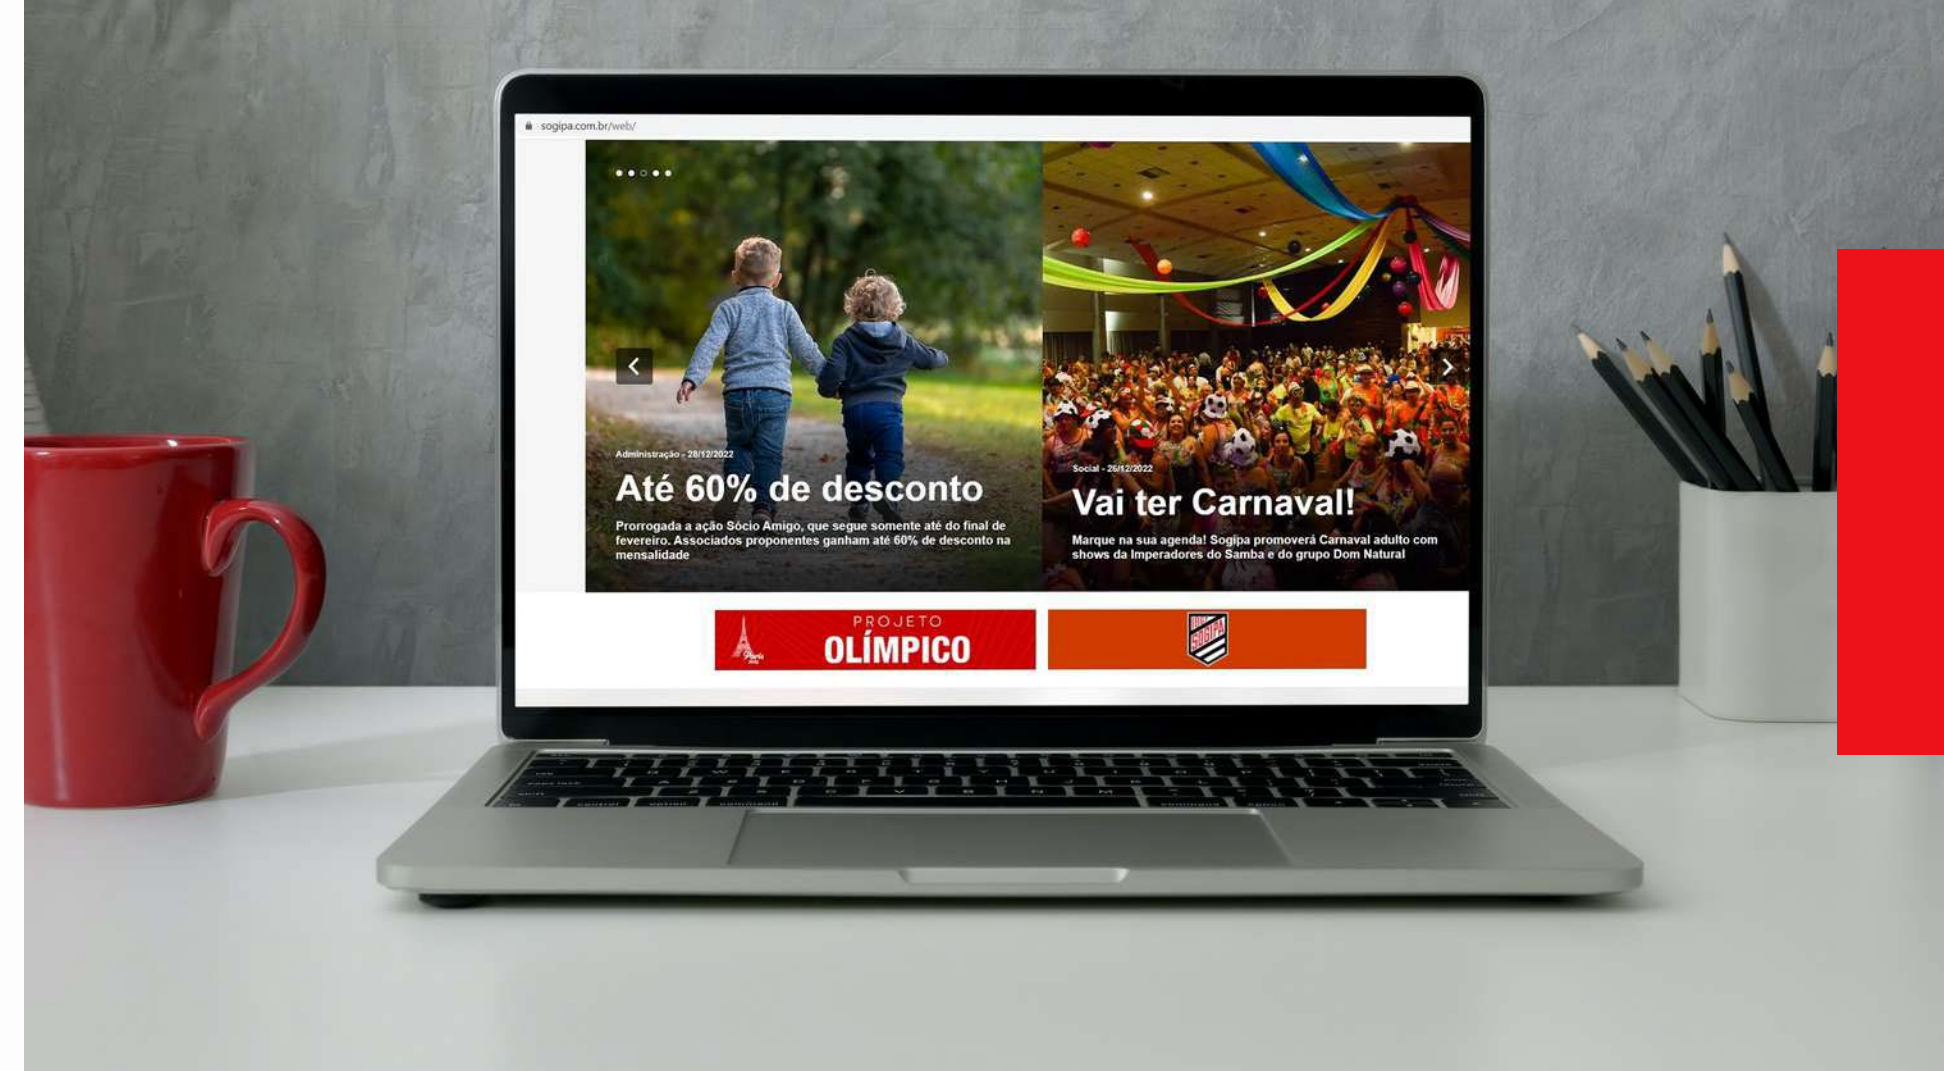 sogipa.com.br/web/
Administração - 28/12/2022
Até 60% de desconto
Prorrogada a ação Sócio Amigo, que segue somente até do final de
fevereiro. Associados proponentes ganham até 60% de desconto na
mensalidade
Social - 26/12/2022
Vai ter Carnaval!
Marque na sua agenda! Sogipa promoverá Carnaval adulto com
shows da Imperadores do Samba e do grupo Dom Natural
Paris
PROJETO
OLÍMPICO
SOGIPA